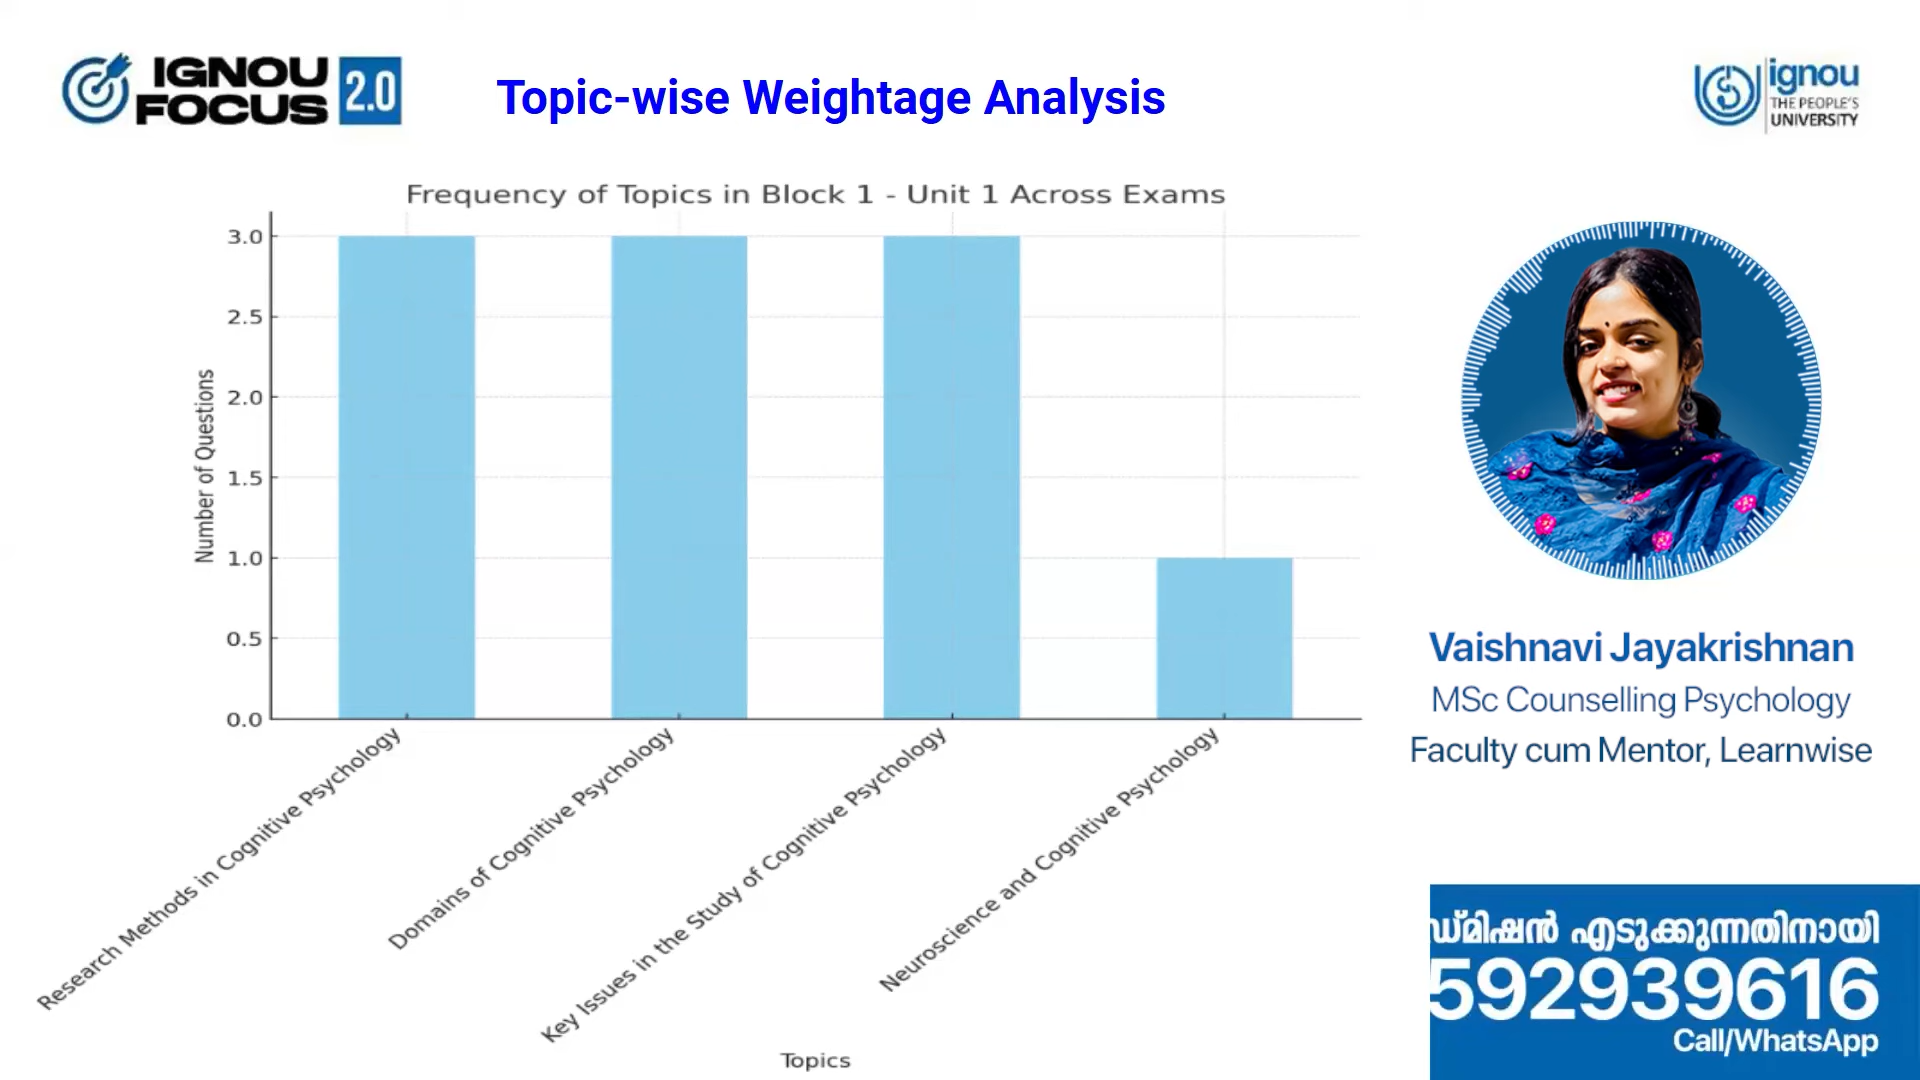 IGNOU
FOCUS 2.0
Topic-wise Weightage Analysis
ignou
THE PEOPLE'S
UNIVERSITY
Frequency of Topics in Block 1 - Unit 1 Across Exams
Number of Questions
3.0
2.5
2.0
1.5
1.0
0.5
0.0
Research Methods in Cognitive Psychology
Domains of Cognitive Psychology
Key Issues in the Study of Cognitive Psychology
Neuroscience and Cognitive Psychology
Topics
Vaishnavi Jayakrishnan
MSc Counselling Psychology
Faculty cum Mentor, Learnwise
ഡ്മിഷൻ എടുക്കുന്നതിനായി
592939616
Call/WhatsApp